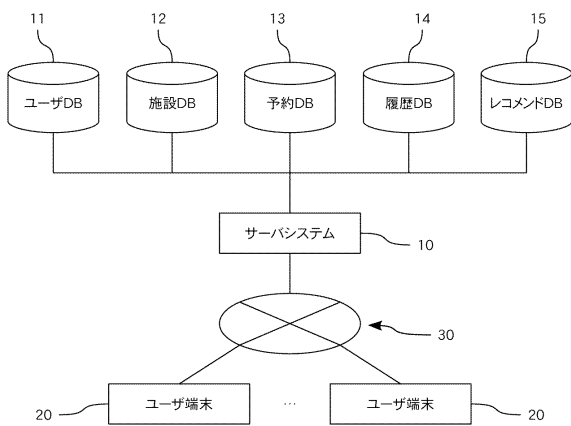 11
12
13
14
15
ユーザDB
施設DB
予約DB
履歴DB
レコメンドDB
サーバシステム
10
30
20
ユーザ端末
…
ユーザ端末
20